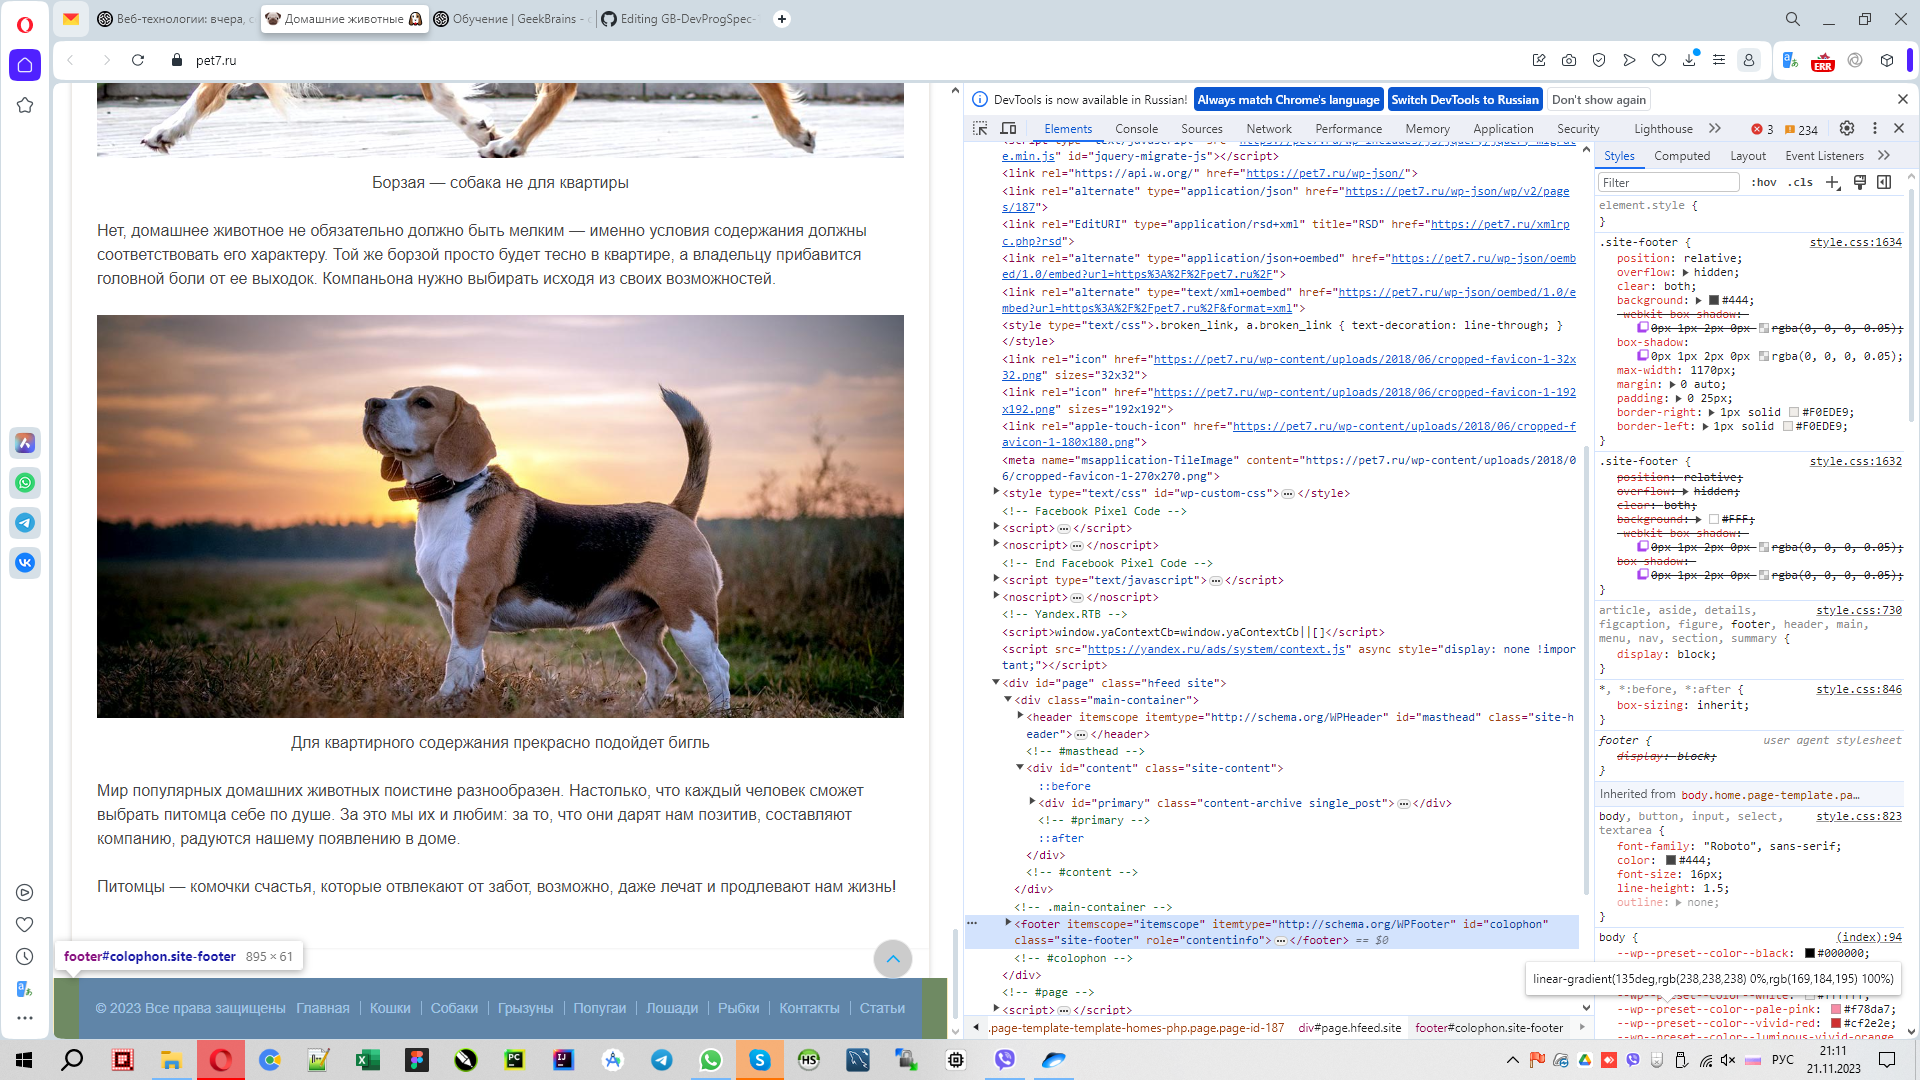 Веб-технологии: вчера, с
Домашние животные
Обучение | GeekBrains -
Editing GB-DevProgSpec-
pet7.ru
Борзая — собака не для квартиры
Нет, домашнее животное не обязательно должно быть мелким — именно условия содержания должны
соответствовать его характеру. Той же борзой просто будет тесно в квартире, а владельцу прибавится
головной боли от ее выходок. Компаньона нужно выбирать исходя из своих возможностей.
Для квартирного содержания прекрасно подойдет бигль
Мир популярных домашних животных поистине разнообразен. Настолько, что каждый человек сможет
выбрать питомца себе по душе. За это мы их и любим: за то, что они дарят нам позитив, составляют
компанию, радуются нашему появлению в доме.
Питомцы — комочки счастья, которые отвлекают от забот, возможно, даже лечат и продлевают нам жизнь!
footer#colophon.site-footer 895 × 61
© 2023 Все права защищены Главная Кошки Собаки Грызуны Попугаи Лошади Рыбки Контакты Статьи
DevTools is now available in Russian! Always match Chrome's language Switch DevTools to Russian Don't show again
Elements Console Sources Network Performance Memory Application Security Lighthouse 3 234
e.min.js" id="jquery-migrate-js"></script>
<link rel="https://api.w.org/" href="https://pet7.ru/wp-json/">
<link rel="alternate" type="application/json" href="https://pet7.ru/wp-json/wp/v2/page
s/187">
<link rel="EditURI" type="application/rsd+xml" title="RSD" href="https://pet7.ru/xmlrp
c.php?rsd">
<link rel="alternate" type="application/json+oembed" href="https://pet7.ru/wp-json/oemb
ed/1.0/embed?url=https%3A%2F%2Fpet7.ru%2F">
<link rel="alternate" type="text/xml+oembed" href="https://pet7.ru/wp-json/oembed/1.0/e
mbed?url=https%3A%2F%2Fpet7.ru%2F&format=xml">
<style type="text/css">.broken_link, a.broken_link { text-decoration: line-through; }
</style>
<link rel="icon" href="https://pet7.ru/wp-content/uploads/2018/06/cropped-favicon-1-32x
32.png" sizes="32x32">
<link rel="icon" href="https://pet7.ru/wp-content/uploads/2018/06/cropped-favicon-1-192
x192.png" sizes="192x192">
<link rel="apple-touch-icon" href="https://pet7.ru/wp-content/uploads/2018/06/cropped-f
avicon-1-180x180.png">
<meta name="msapplication-TileImage" content="https://pet7.ru/wp-content/uploads/2018/0
6/cropped-favicon-1-270x270.png">
<style type="text/css" id="wp-custom-css"> … </style>
<!-- Facebook Pixel Code -->
<script> … </script>
<noscript> … </noscript>
<!-- End Facebook Pixel Code -->
<script type="text/javascript"> … </script>
<noscript> … </noscript>
<!-- Yandex.RTB -->
<script>window.yaContextCb=window.yaContextCb||[]</script>
<script src="https://yandex.ru/ads/system/context.js" async style="display: none !impor
tant;"></script>
<div id="page" class="hfeed site">
<div class="main-container">
<header itemscope itemtype="http://schema.org/WPHeader" id="masthead" class="site-h
eader"> … </header>
<!-- #masthead -->
<div id="content" class="site-content">
::before
<div id="primary" class="content-archive single_post"> … </div>
<!-- #primary -->
::after
</div>
<!-- #content -->
</div>
<!-- .main-container -->
<footer itemscope="itemscope" itemtype="http://schema.org/WPFooter" id="colophon"
class="site-footer" role="contentinfo"> … </footer> == $0
<!-- #colophon -->
</div>
<!-- #page -->
<script> … </script>
.page-template-template-homes-php.page.page-id-187 div#page.hfeed.site footer#colophon.site-footer
Styles Computed Layout Event Listeners
Filter :hov .cls
element.style {
}
.site-footer { style.css:1634
position: relative;
overflow: hidden;
clear: both;
background: #444;
-webkit-box-shadow:
0px 1px 2px 0px rgba(0, 0, 0, 0.05);
box-shadow:
0px 1px 2px 0px rgba(0, 0, 0, 0.05);
max-width: 1170px;
margin: 0 auto;
padding: 0 25px;
border-right: 1px solid #F0EDE9;
border-left: 1px solid #F0EDE9;
}
.site-footer { style.css:1632
position: relative;
overflow: hidden;
clear: both;
background: #FFF;
-webkit-box-shadow:
0px 1px 2px 0px rgba(0, 0, 0, 0.05);
box-shadow:
0px 1px 2px 0px rgba(0, 0, 0, 0.05);
}
article, aside, details, style.css:730
figcaption, figure, footer, header, main,
menu, nav, section, summary {
display: block;
}
*, *:before, *:after { style.css:846
box-sizing: inherit;
}
footer { user agent stylesheet
display: block;
}
Inherited from body.home.page-template.pa…
body, button, input, select, style.css:823
textarea {
font-family: "Roboto", sans-serif;
color: #444;
font-size: 16px;
line-height: 1.5;
outline: none;
}
body { (index):94
--wp--preset--color--black: #000000;
linear-gradient(135deg,rgb(238,238,238) 0%,rgb(169,184,195) 100%)
--wp--preset--color--white: #ffffff;
--wp--preset--color--pale-pink: #f78da7;
--wp--preset--color--vivid-red: #cf2e2e;
--wp--preset--color--luminous-vivid-orange
ERR
РУС
21:11
21.11.2023